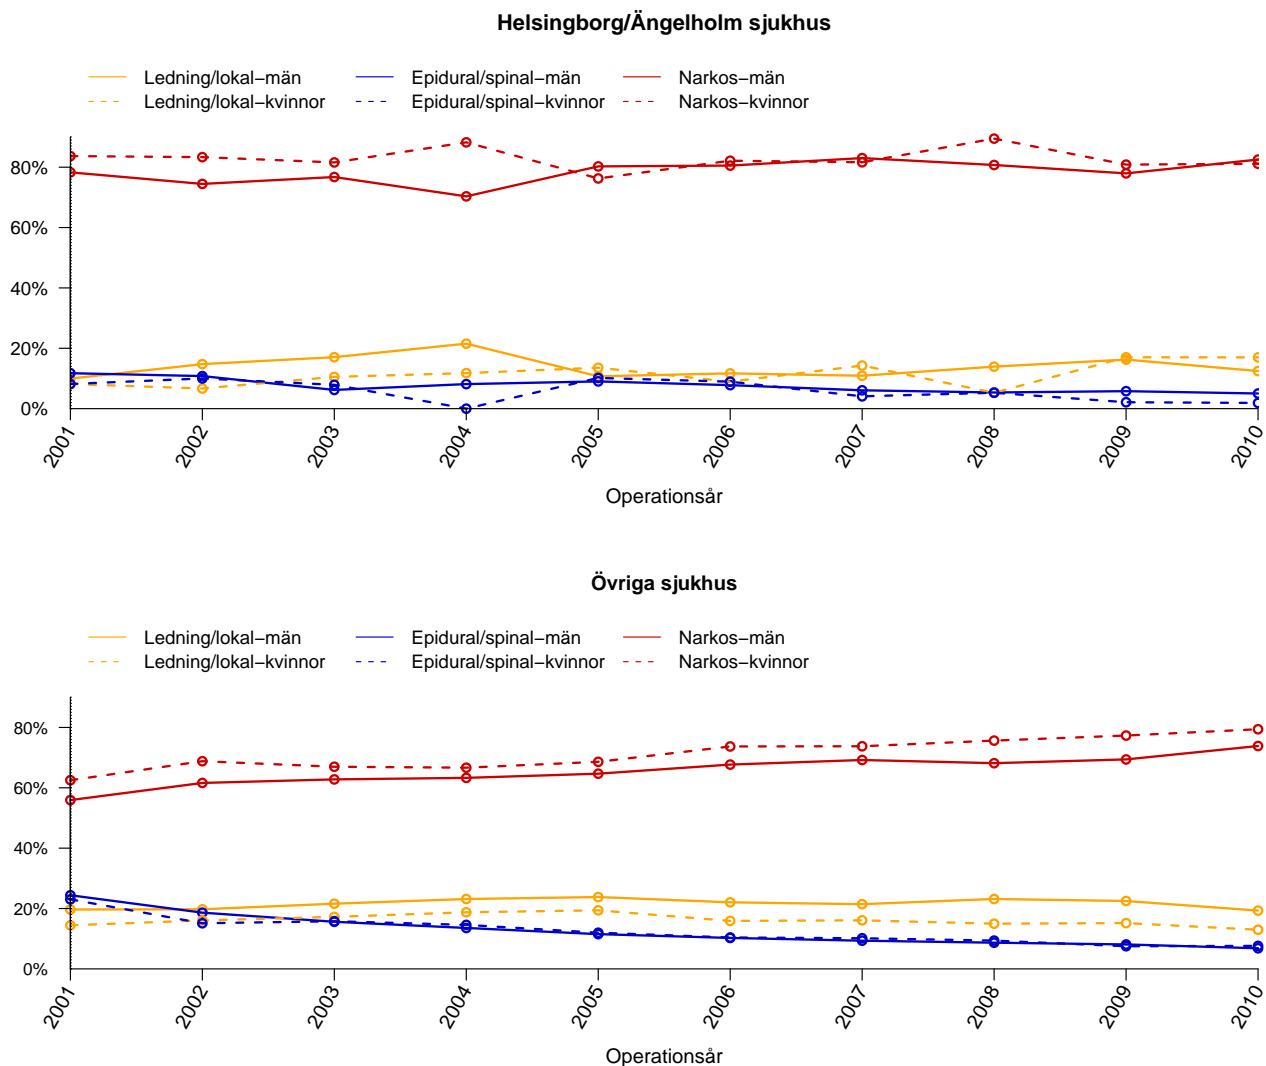 Helsingborg/Ängelholm sjukhus
Ledning/lokal−män Epidural/spinal−män Narkos−män
Ledning/lokal−kvinnor Epidural/spinal−kvinnor Narkos−kvinnor
80%
60%
40%
20%
0%
2001 2002 2003 2004 2005 2006 2007 2008 2009 2010
Operationsår
Övriga sjukhus
Ledning/lokal−män Epidural/spinal−män Narkos−män
Ledning/lokal−kvinnor Epidural/spinal−kvinnor Narkos−kvinnor
80%
60%
40%
20%
0%
2001 2002 2003 2004 2005 2006 2007 2008 2009 2010
Operationsår